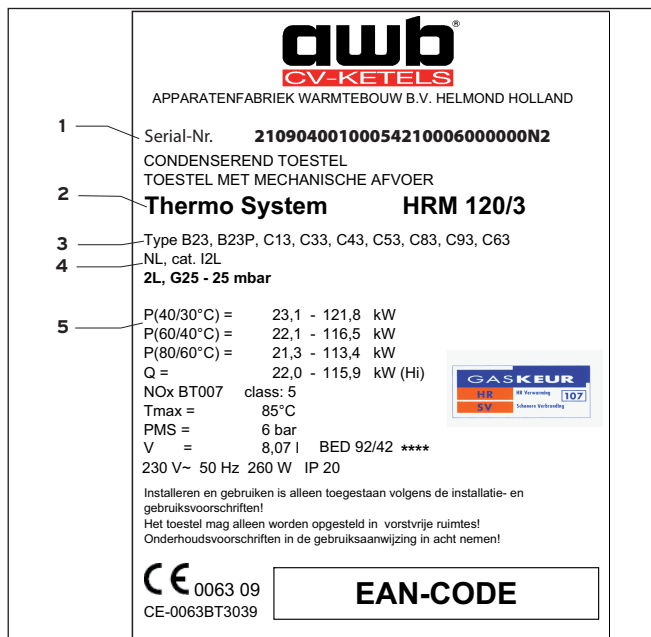 awb®
CV-KETELS
APPARATENFABRIEK WARMTEBOUW B.V. HELMOND HOLLAND
1
Serial-Nr. 21090400100054210006000000N2
CONDENSEREND TOESTEL
TOESTEL MET MECHANISCHE AFVOER
2
Thermo System HRM 120/3
3
Type B23, B23P, C13, C33, C43, C53, C83, C93, C63
4
NL, cat. I2L
2L, G25 - 25 mbar
5
P(40/30°C) = 23,1 - 121,8 kW
P(60/40°C) = 22,1 - 116,5 kW
P(80/60°C) = 21,3 - 113,4 kW
Q = 22,0 - 115,9 kW (Hi)
NOx BT007 class: 5
Tmax = 85°C
PMS = 6 bar
V = 8,07 l BED 92/42 ****
230 V~ 50 Hz 260 W IP 20
GASKEUR
HR HR Verwarming 107
SV Schonere Verbranding
Installeren en gebruiken is alleen toegestaan volgens de installatie- en
gebruiksvoorschriften!
Het toestel mag alleen worden opgesteld in vorstvrije ruimtes!
Onderhoudsvoorschriften in de gebruiksaanwijzing in acht nemen!
CE 0063 09
CE-0063BT3039
EAN-CODE